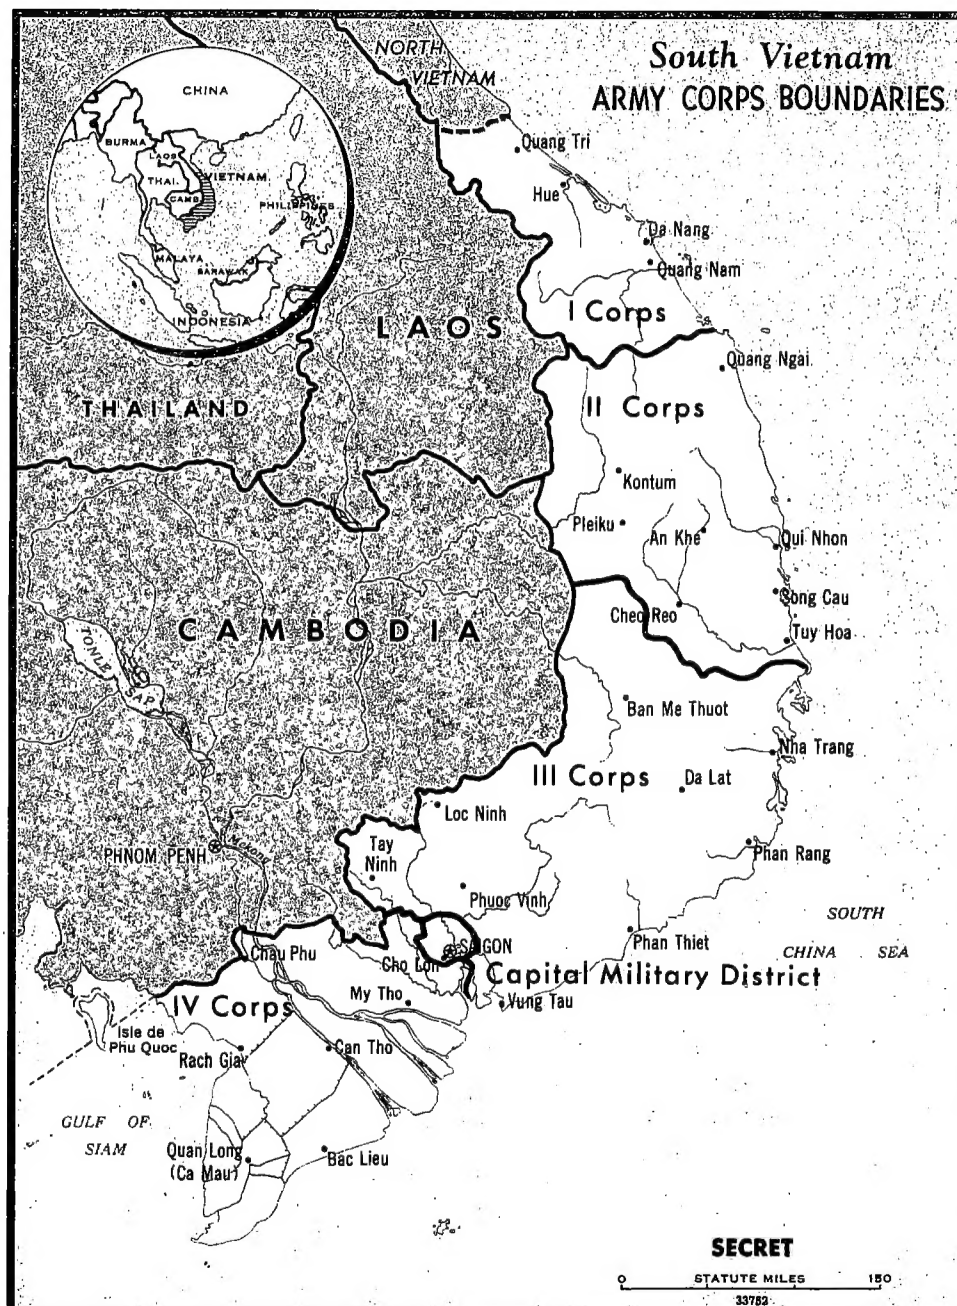 South Vietnam
ARMY CORPS BOUNDARIES
NORTH
VIETNAM
CHINA
BURMA
LAOS
VIETNAM
THAI.
CAMB
PHILIPPINES
MALAYA
SARAWAK
INDONESIA
Quang Tri
Hue
Da Nang
Quang Nam
I Corps
LAOS
Quang Ngai
THAILAND
II Corps
Kontum
Pleiku
An Khe
Qui Nhon
Song Cau
Cheo Reo
Tuy Hoa
CAMBODIA
TONLE
SAP
Ban Me Thuot
Nha Trang
III Corps
Da Lat
Loc Ninh
Mekong
PHNOM PENH
Tay
Ninh
Phan Rang
Phuoc Vinh
SOUTH
CHINA SEA
Phan Thiet
SAIGON
Chau Phu
Cho Lon
Capital Military District
My Tho
Vung Tau
IV Corps
Isle de
Phu Quoc
Rach Gia
Can Tho
GULF OF
SIAM
Quan Long
(Ca Mau)
Bac Lieu
SECRET
0 STATUTE MILES 150
33752